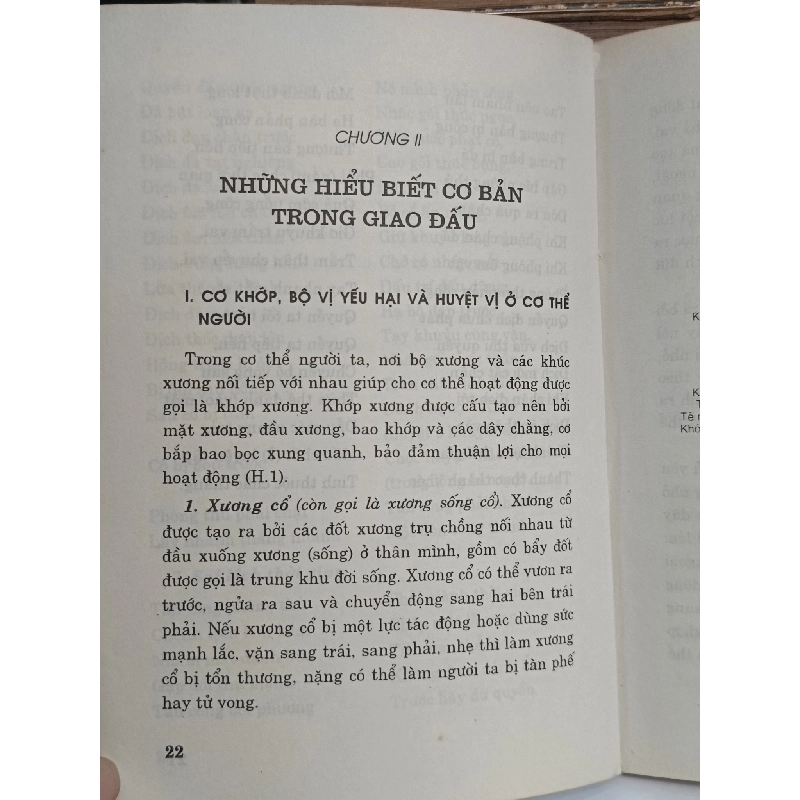 CHƯƠNG II
NHỮNG HIỂU BIẾT CƠ BẢN
TRONG GIAO ĐẤU
I. CƠ KHỚP, BỘ VỊ YẾU HẠI VÀ HUYỆT VỊ Ở CƠ THỂ
NGƯỜI
Trong cơ thể người ta, nơi bộ xương và các khúc
xương nối tiếp với nhau giúp cho cơ thể hoạt động được
gọi là khớp xương. Khớp xương được cấu tạo nên bởi
mặt xương, đầu xương, bao khớp và các dây chằng, cơ
bắp bao bọc xung quanh, bảo đảm thuận lợi cho mọi
hoạt động (H.1).
1. Xương cổ (còn gọi là xương sống cổ). Xương cổ
được tạo ra bởi các đốt xương trụ chồng nối nhau từ
đầu xuống xương (sống) ở thân mình, gồm có bẩy đốt
được gọi là trung khu đời sống. Xương cổ có thể vươn ra
trước, ngửa ra sau và chuyển động sang hai bên trái
phải. Nếu xương cổ bị một lực tác động hoặc dùng sức
mạnh lắc, vặn sang trái, sang phải, nhẹ thì làm xương
cổ bị tổn thương, nặng có thể làm người ta bị tàn phế
hay tử vong.
22